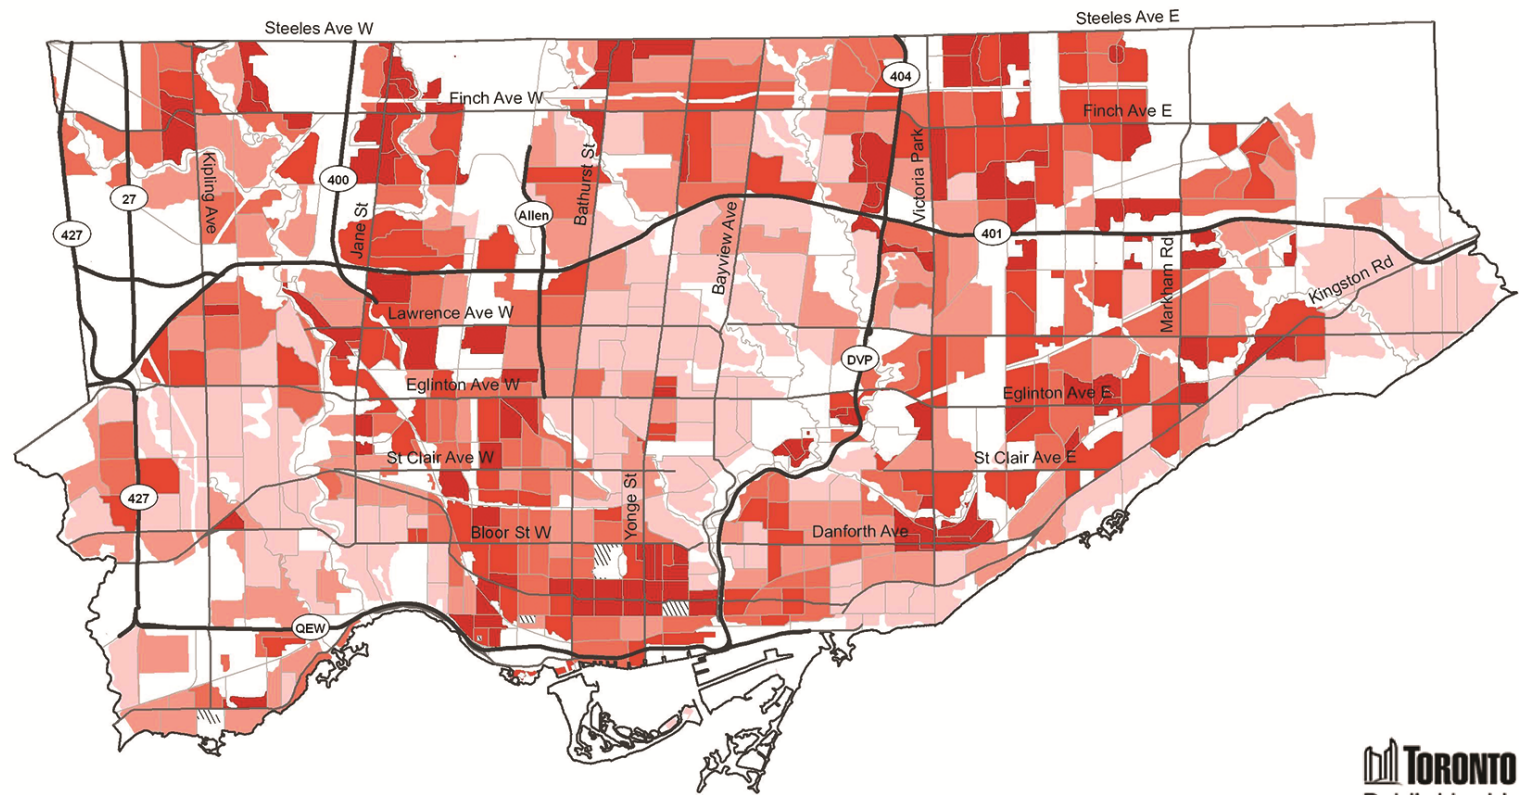 Steeles Ave W
Steeles Ave E
404
Finch Ave W
Finch Ave E
Kipling Ave
Bathurst St
Victoria Park
400
27
Jane St
Allen
427
Bayview Ave
401
Markham Rd
Kingston Rd
Lawrence Ave W
DVP
Eglinton Ave W
Eglinton Ave E
St Clair Ave W
St Clair Ave E
427
Yonge St
Bloor St W
Danforth Ave
QEW
TORONTO